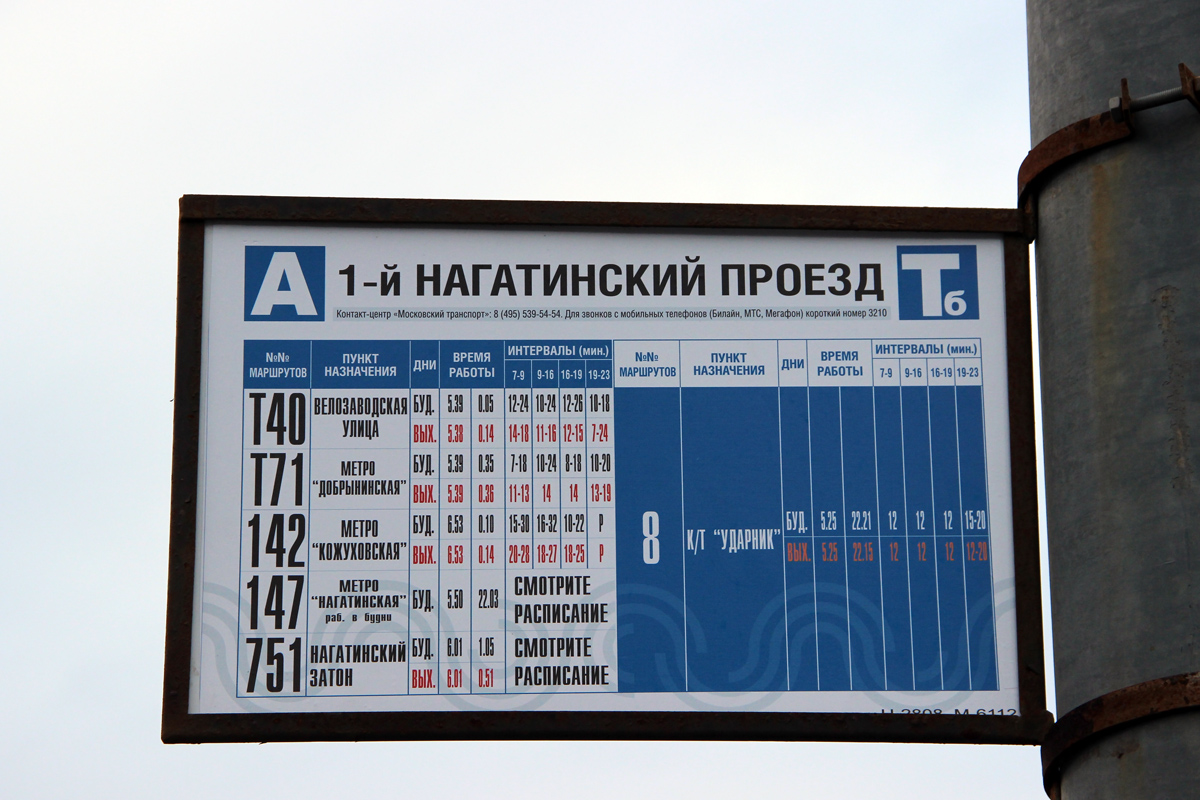 А 1-й НАГАТИНСКИЙ ПРОЕЗД Тб
Контакт-центр «Московский транспорт»: 8 (495) 539-54-54. Для звонков с мобильных телефонов (Билайн, МТС, Мегафон) короткий номер 3210
№№ МАРШРУТОВ ПУНКТ НАЗНАЧЕНИЯ ДНИ ВРЕМЯ РАБОТЫ ИНТЕРВАЛЫ (мин.)
7-9 9-16 16-19 19-23
Т40 ВЕЛОЗАВОДСКАЯ УЛИЦА
БУД. 5.39 0.05 12-24 10-24 12-26 10-18
ВЫХ. 5.38 0.14 14-18 11-16 12-15 7-24
Т71 МЕТРО "ДОБРЫНИНСКАЯ"
БУД. 5.39 0.35 7-18 10-24 8-18 10-20
ВЫХ. 5.39 0.36 11-13 14 14 13-19
142 МЕТРО "КОЖУХОВСКАЯ"
БУД. 6.53 0.10 15-30 16-32 10-22 Р
ВЫХ. 6.53 0.14 20-28 18-27 18-25 Р
147 МЕТРО "НАГАТИНСКАЯ" раб. в будни
БУД. 5.50 22.03 СМОТРИТЕ РАСПИСАНИЕ
751 НАГАТИНСКИЙ ЗАТОН
БУД. 6.01 1.05 СМОТРИТЕ РАСПИСАНИЕ
ВЫХ. 6.01 0.51
№№ МАРШРУТОВ ПУНКТ НАЗНАЧЕНИЯ ДНИ ВРЕМЯ РАБОТЫ ИНТЕРВАЛЫ (мин.)
7-9 9-16 16-19 19-23
8 К/Т "УДАРНИК"
БУД. 5.25 22.21 12 12 12 15-20
ВЫХ. 5.25 22.15 12 12 12 12-20
Н-2808 М-6112